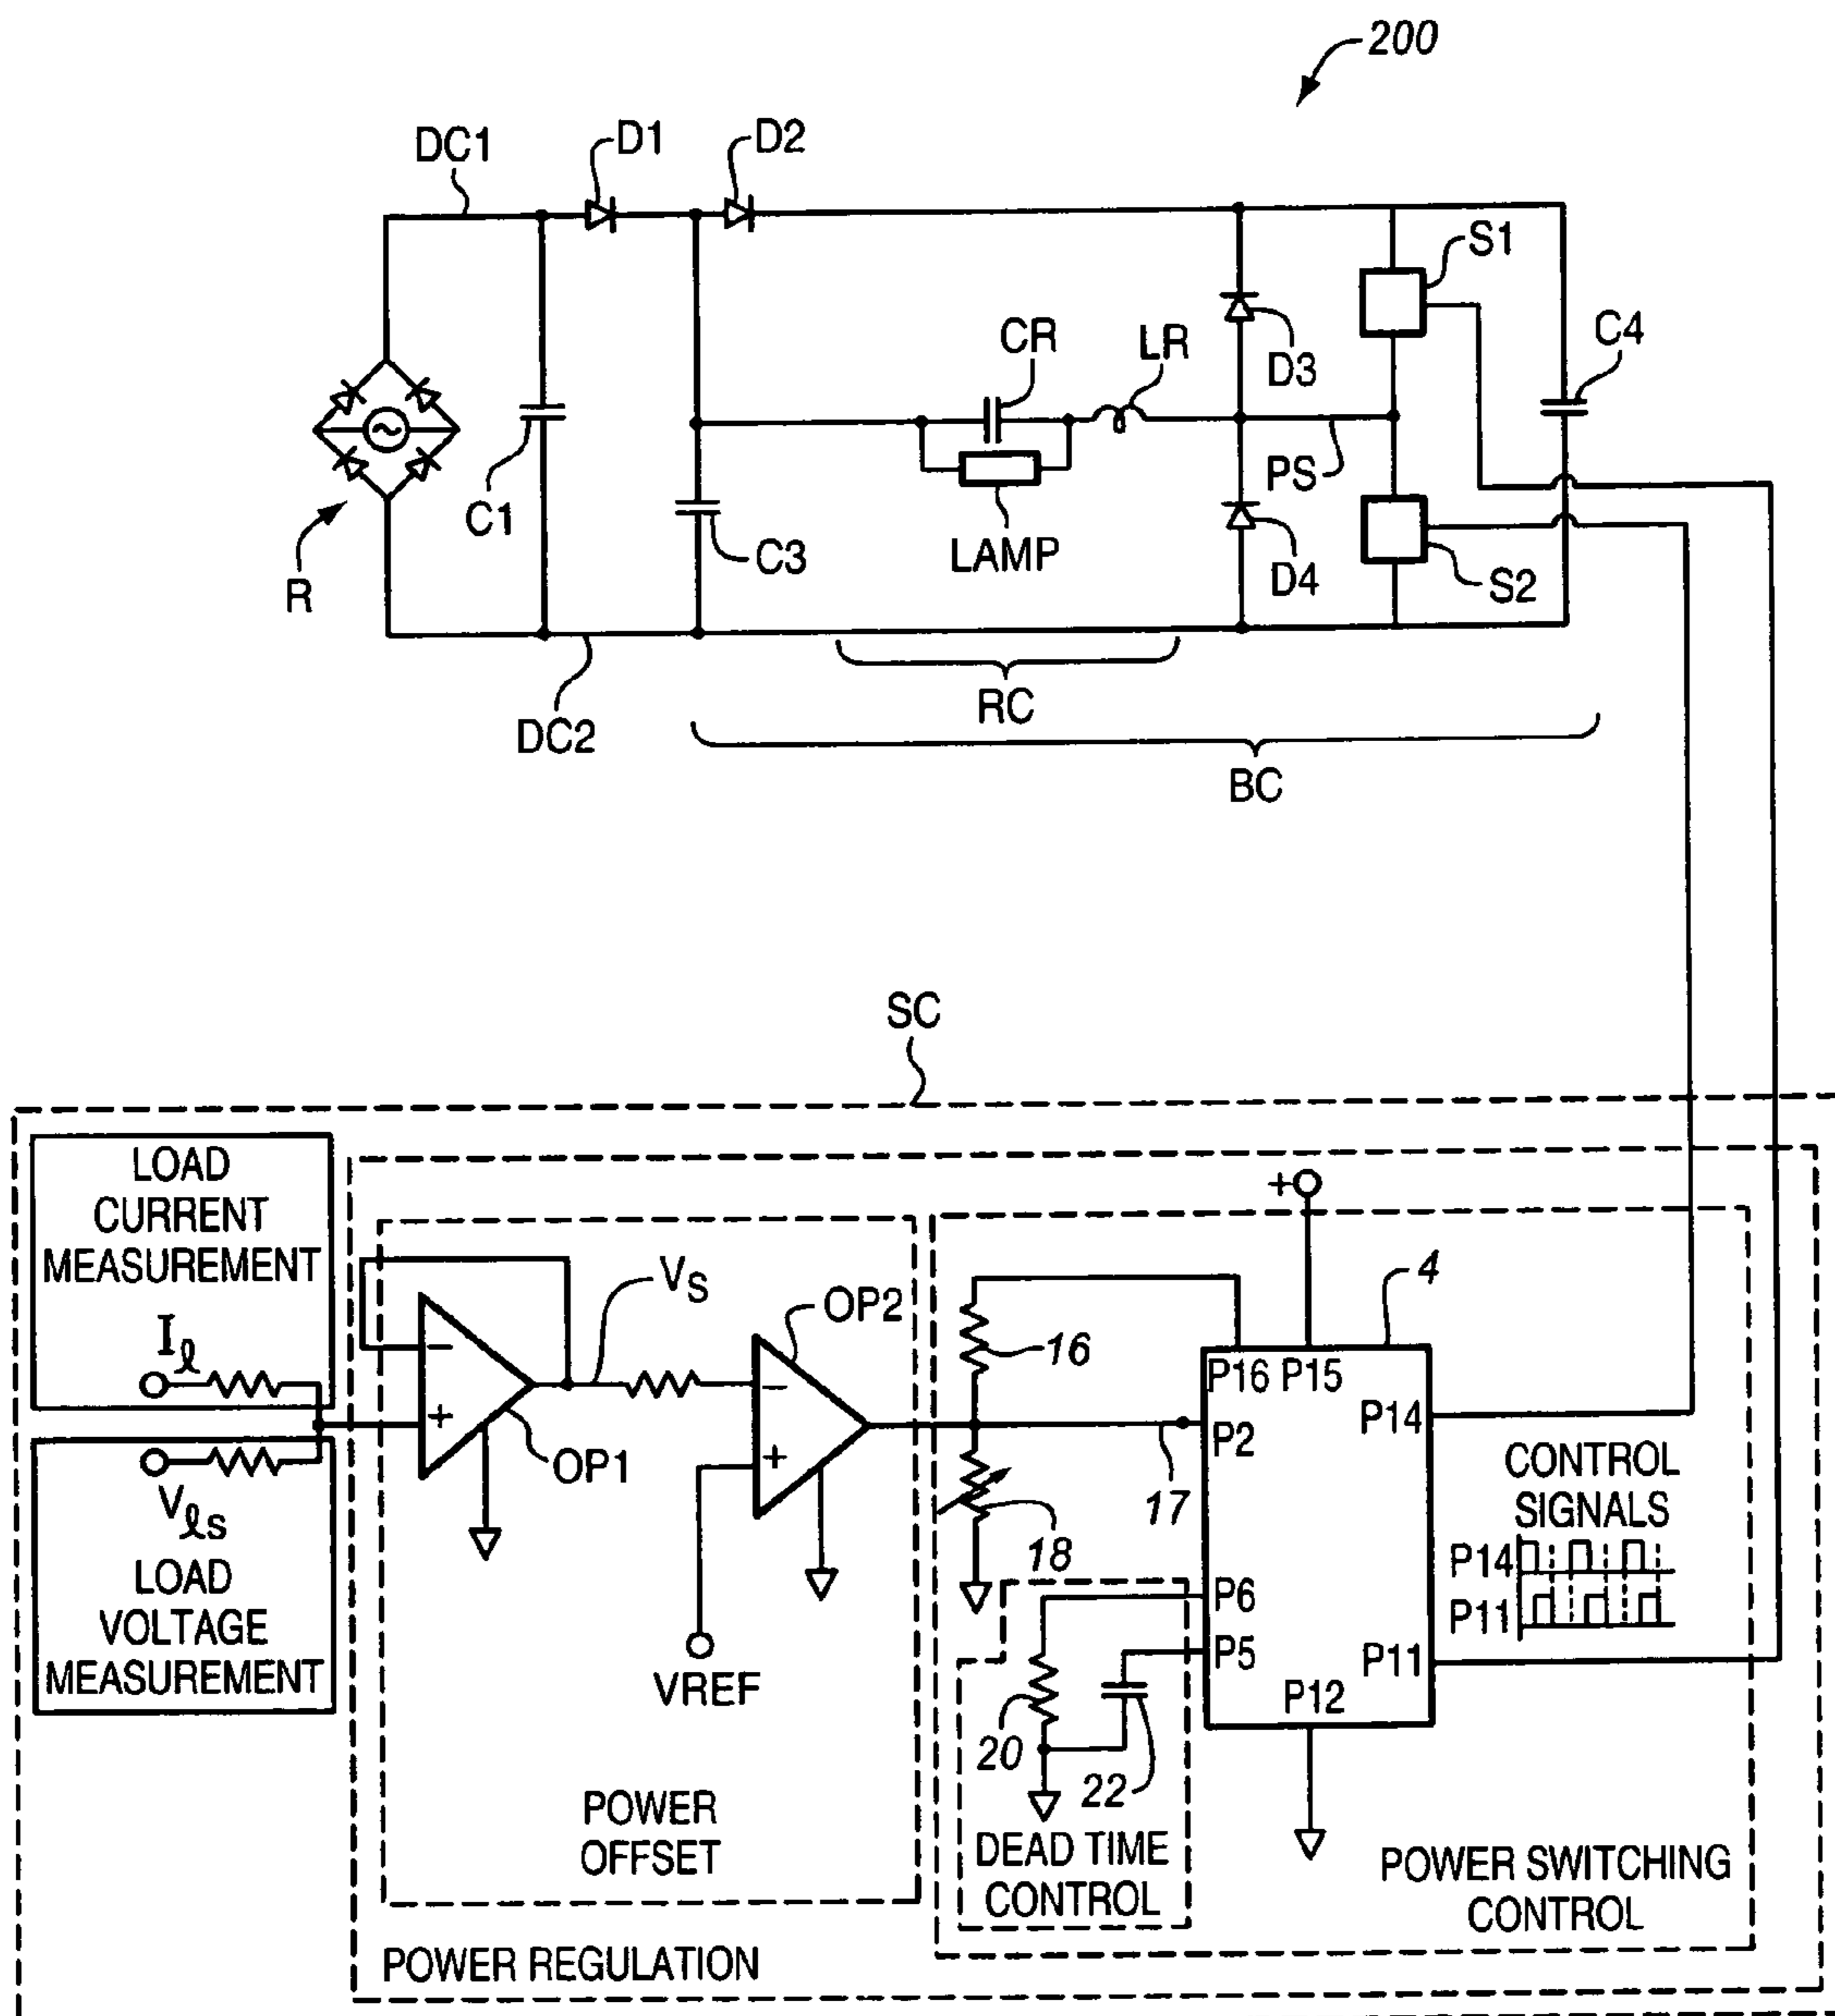 200
DC1
D1
D2
S1
C4
CR
LR
D3
PS
C1
C3
LAMP
D4
S2
R
DC2
RC
BC
SC
LOAD
CURRENT
MEASUREMENT
Iℓ
Vℓs
LOAD
VOLTAGE
MEASUREMENT
VS
OP2
−
+
OP1
−
+
VREF
POWER
OFFSET
POWER REGULATION
+
4
16
P16
P15
P14
P2
17
18
P6
P5
P11
P12
20
22
DEAD TIME
CONTROL
CONTROL
SIGNALS
P14
P11
POWER SWITCHING
CONTROL